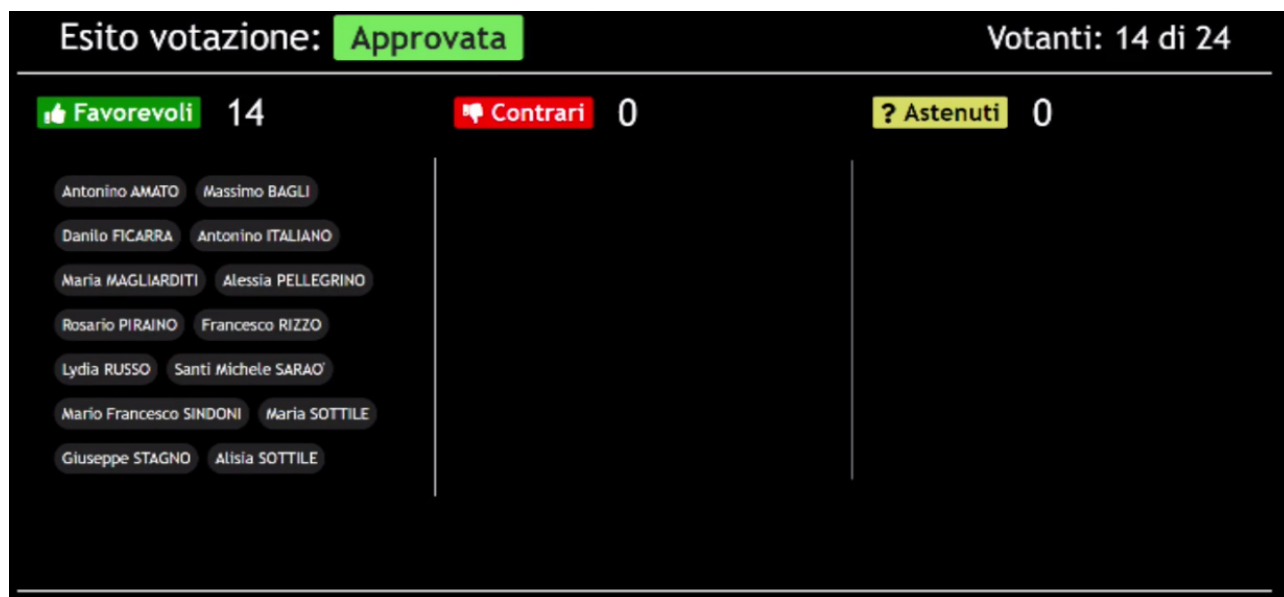 Esito votazione: Approvata Votanti: 14 di 24
Favorevoli 14 Contrari 0 ? Astenuti 0
Antonino AMATO Massimo BAGLI
Danilo FICARRA Antonino ITALIANO
Maria MAGLIARDITI Alessia PELLEGRINO
Rosario PIRAINO Francesco RIZZO
Lydia RUSSO Santi Michele SARAO'
Mario Francesco SINDONI Maria SOTTILE
Giuseppe STAGNO Alisia SOTTILE